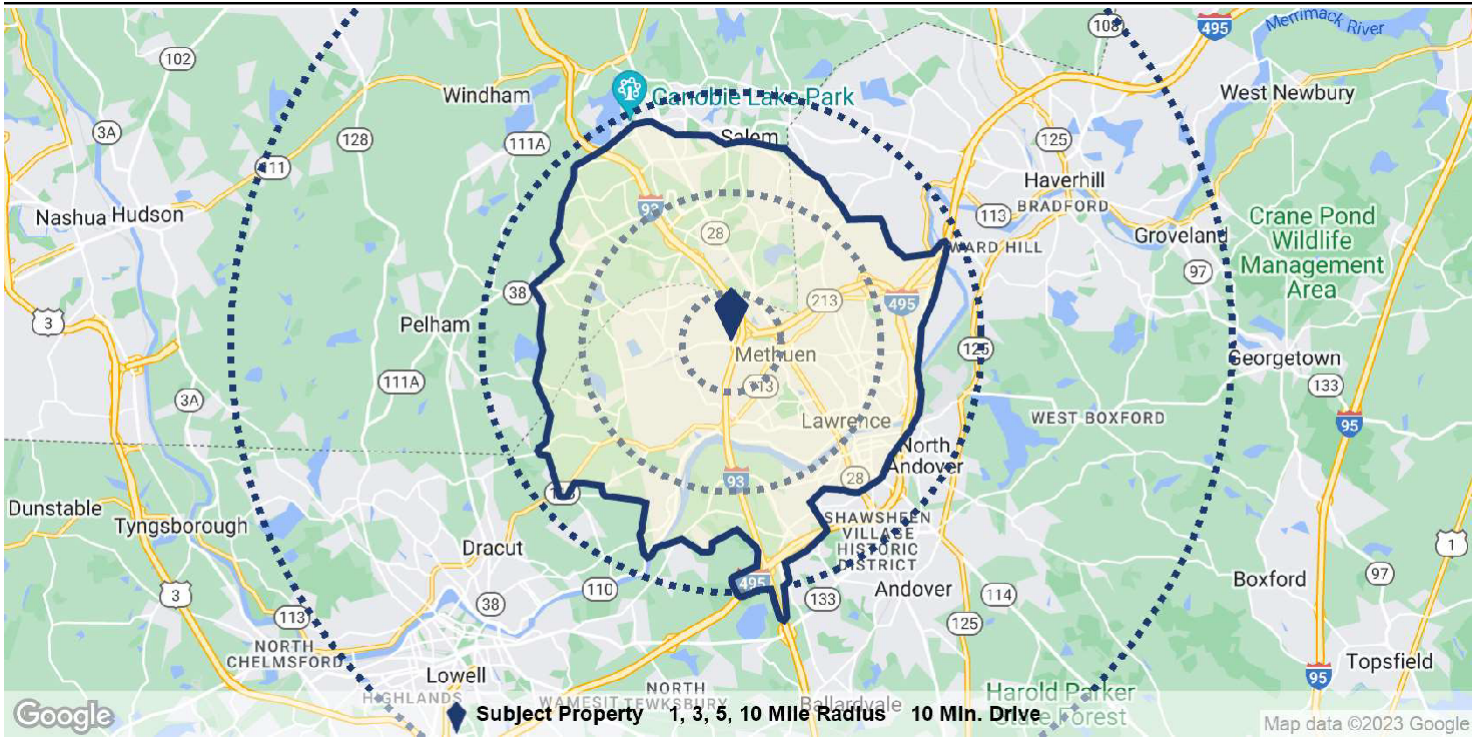 108
495
Merrimack River
102
Windham
Canobie Lake Park
West Newbury
3A
128
111A
Salem
125
111
Haverhill
BRADFORD
Nashua
Hudson
93
113
28
Groveland
Crane Pond
Wildlife
Management
Area
WARD HILL
97
38
213
495
3
Pelham
Methuen
125
Georgetown
111A
113
133
3A
Lawrence
WEST BOXFORD
95
North
Andover
93
28
Dunstable
Tyngsborough
SHAWSHEEN
VILLAGE
HISTORIC
DISTRICT
Dracut
1
495
Boxford
97
3
110
133
Andover
114
38
113
125
NORTH
CHELMSFORD
Lowell
Topsfield
95
HIGHLANDS
WAMESIT
NORTH
TEWKSBURY
Ballardvale
Harold Parker
State Forest
Google
Subject Property
1, 3, 5, 10 Mile Radius
10 Min. Drive
Map data ©2023 Google